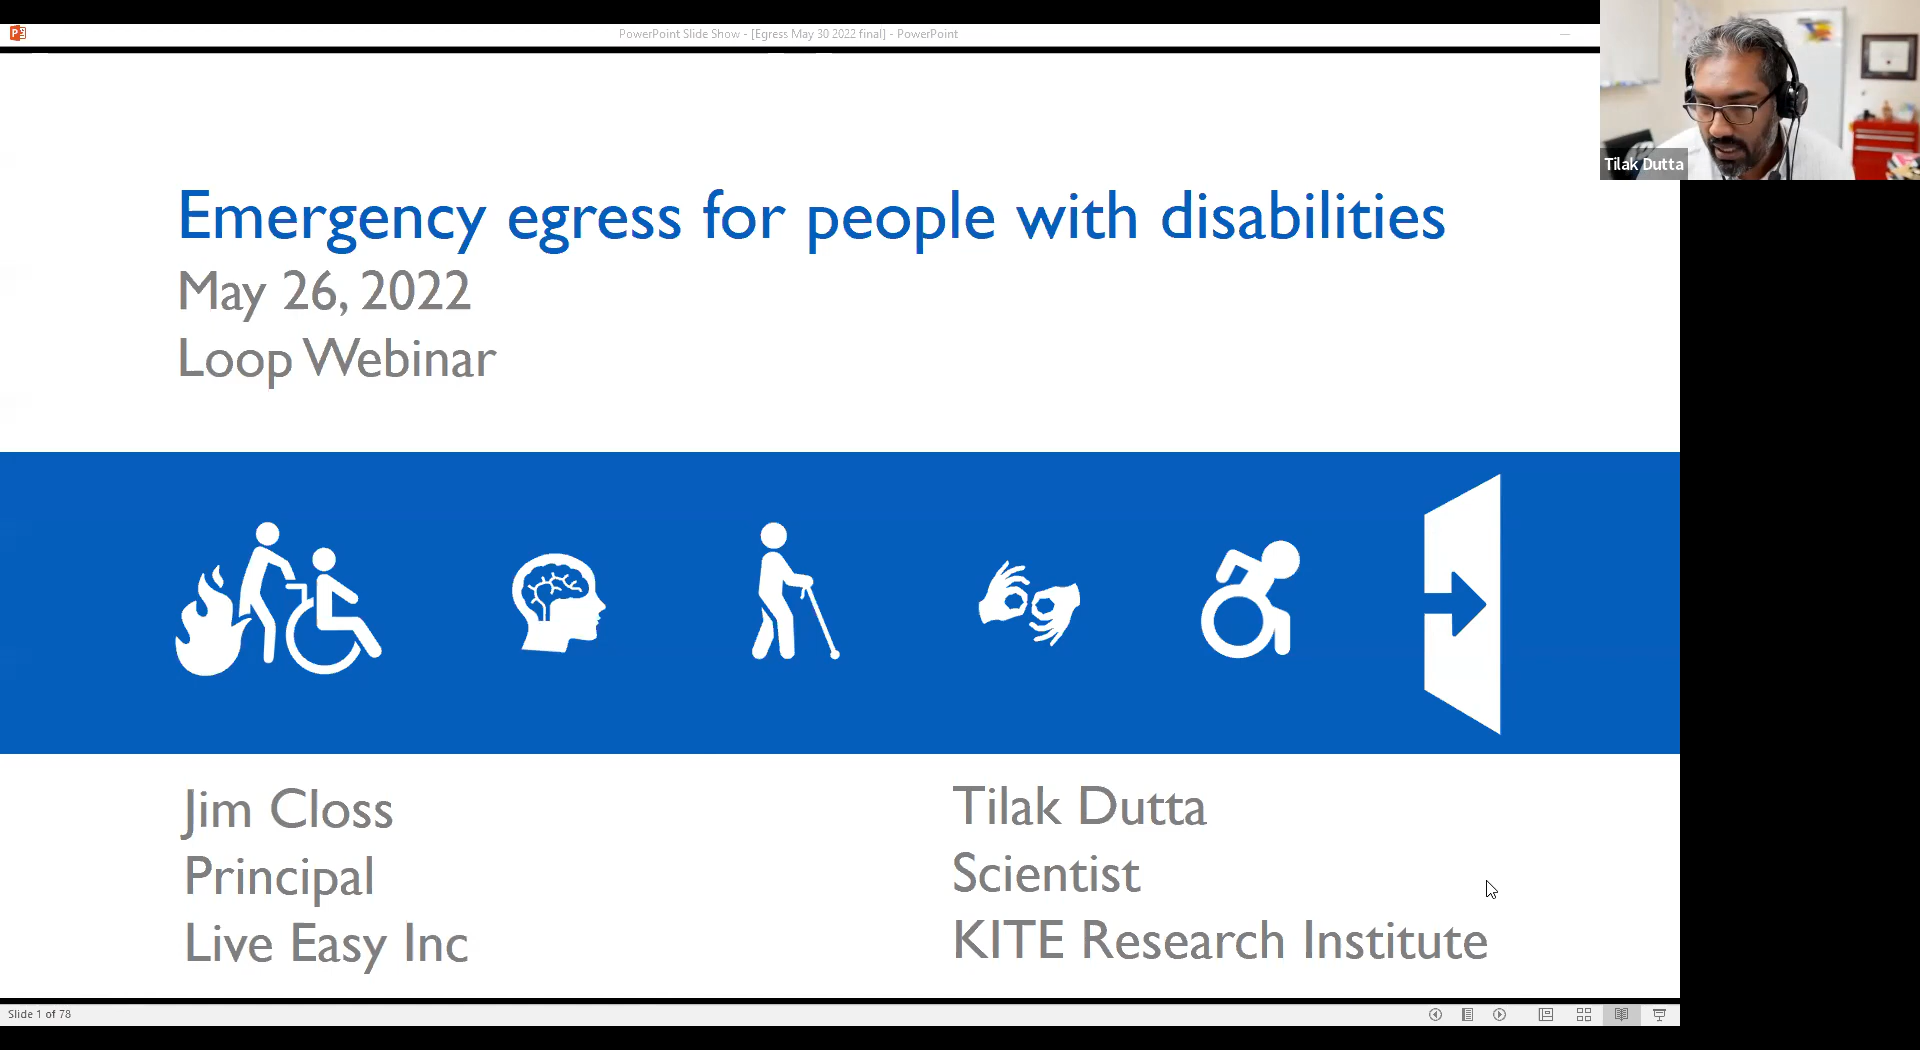 PowerPoint Slide Show - [Egress May 30 2022 final] - PowerPoint
Tilak Dutta
Emergency egress for people with disabilities
May 26, 2022
Loop Webinar
Jim Closs
Principal
Live Easy Inc
Tilak Dutta
Scientist
KITE Research Institute
Slide 1 of 78